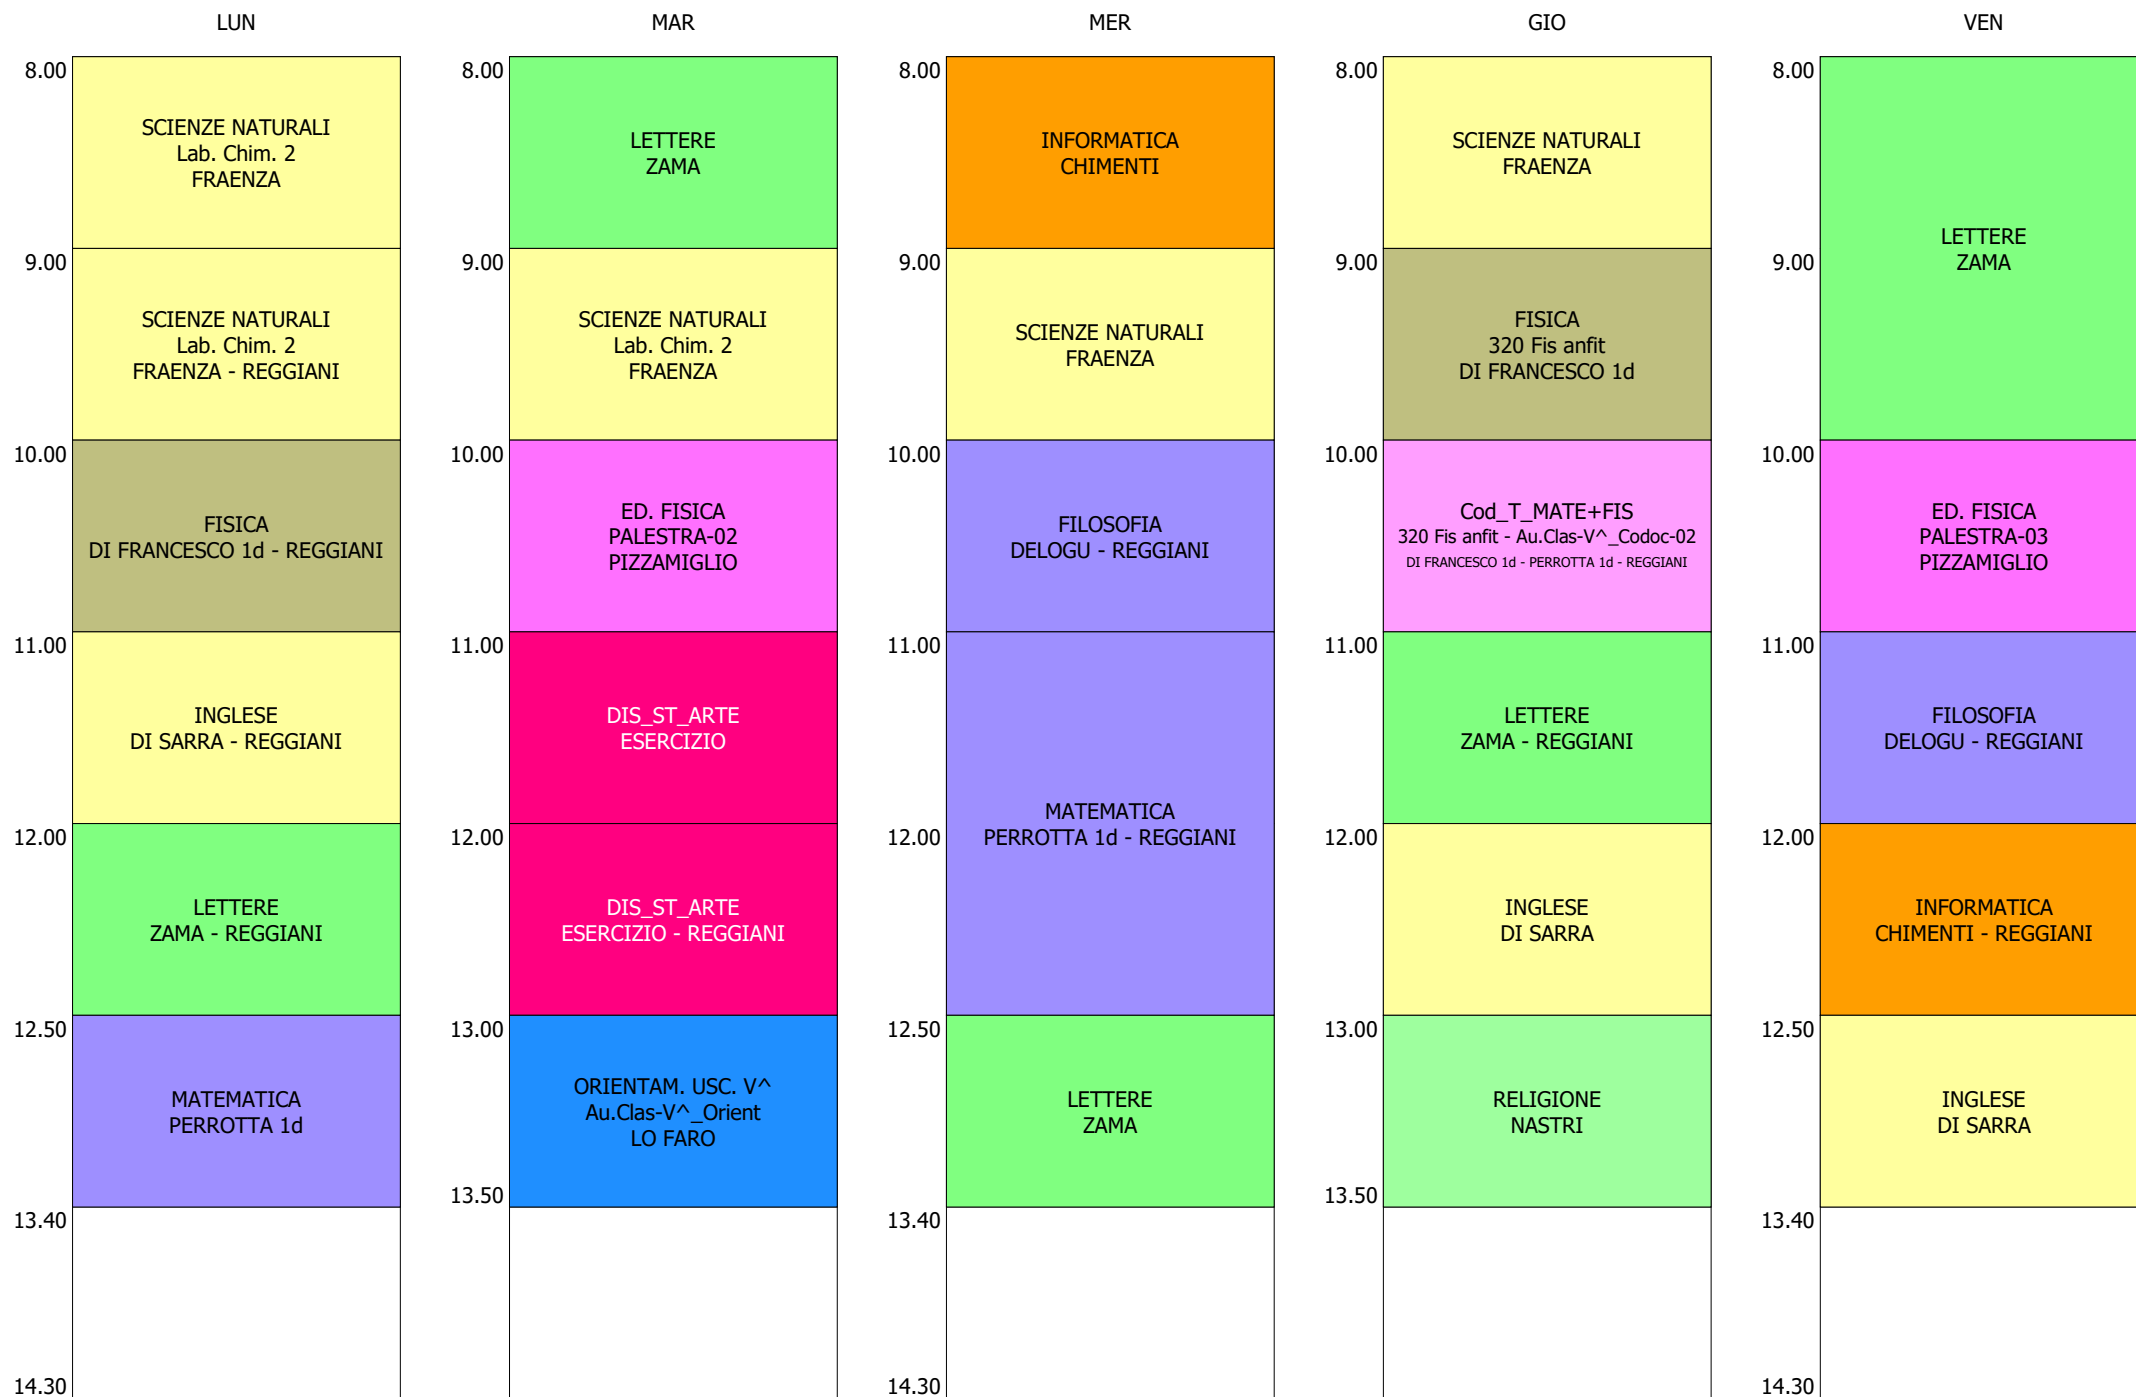 LUN
8.00
SCIENZE NATURALI
Lab. Chim. 2
FRAENZA
9.00
SCIENZE NATURALI
Lab. Chim. 2
FRAENZA - REGGIANI
10.00
FISICA
DI FRANCESCO 1d - REGGIANI
11.00
INGLESE
DI SARRA - REGGIANI
12.00
LETTERE
ZAMA - REGGIANI
12.50
MATEMATICA
PERROTTA 1d
13.40
14.30
MAR
8.00
LETTERE
ZAMA
9.00
SCIENZE NATURALI
Lab. Chim. 2
FRAENZA
10.00
ED. FISICA
PALESTRA-02
PIZZAMIGLIO
11.00
DIS_ST_ARTE
ESERCIZIO
12.00
DIS_ST_ARTE
ESERCIZIO - REGGIANI
13.00
ORIENTAM. USC. V^
Au.Clas-V^_Orient
LO FARO
13.50
MER
8.00
INFORMATICA
CHIMENTI
9.00
SCIENZE NATURALI
FRAENZA
10.00
FILOSOFIA
DELOGU - REGGIANI
11.00
MATEMATICA
PERROTTA 1d - REGGIANI
12.00
12.50
LETTERE
ZAMA
13.40
14.30
GIO
8.00
SCIENZE NATURALI
FRAENZA
9.00
FISICA
320 Fis anfit
DI FRANCESCO 1d
10.00
Cod_T_MATE+FIS
320 Fis anfit - Au.Clas-V^_Codoc-02
DI FRANCESCO 1d - PERROTTA 1d - REGGIANI
11.00
LETTERE
ZAMA - REGGIANI
12.00
INGLESE
DI SARRA
13.00
RELIGIONE
NASTRI
13.50
VEN
8.00
LETTERE
ZAMA
9.00
10.00
ED. FISICA
PALESTRA-03
PIZZAMIGLIO
11.00
FILOSOFIA
DELOGU - REGGIANI
12.00
INFORMATICA
CHIMENTI - REGGIANI
12.50
INGLESE
DI SARRA
13.40
14.30